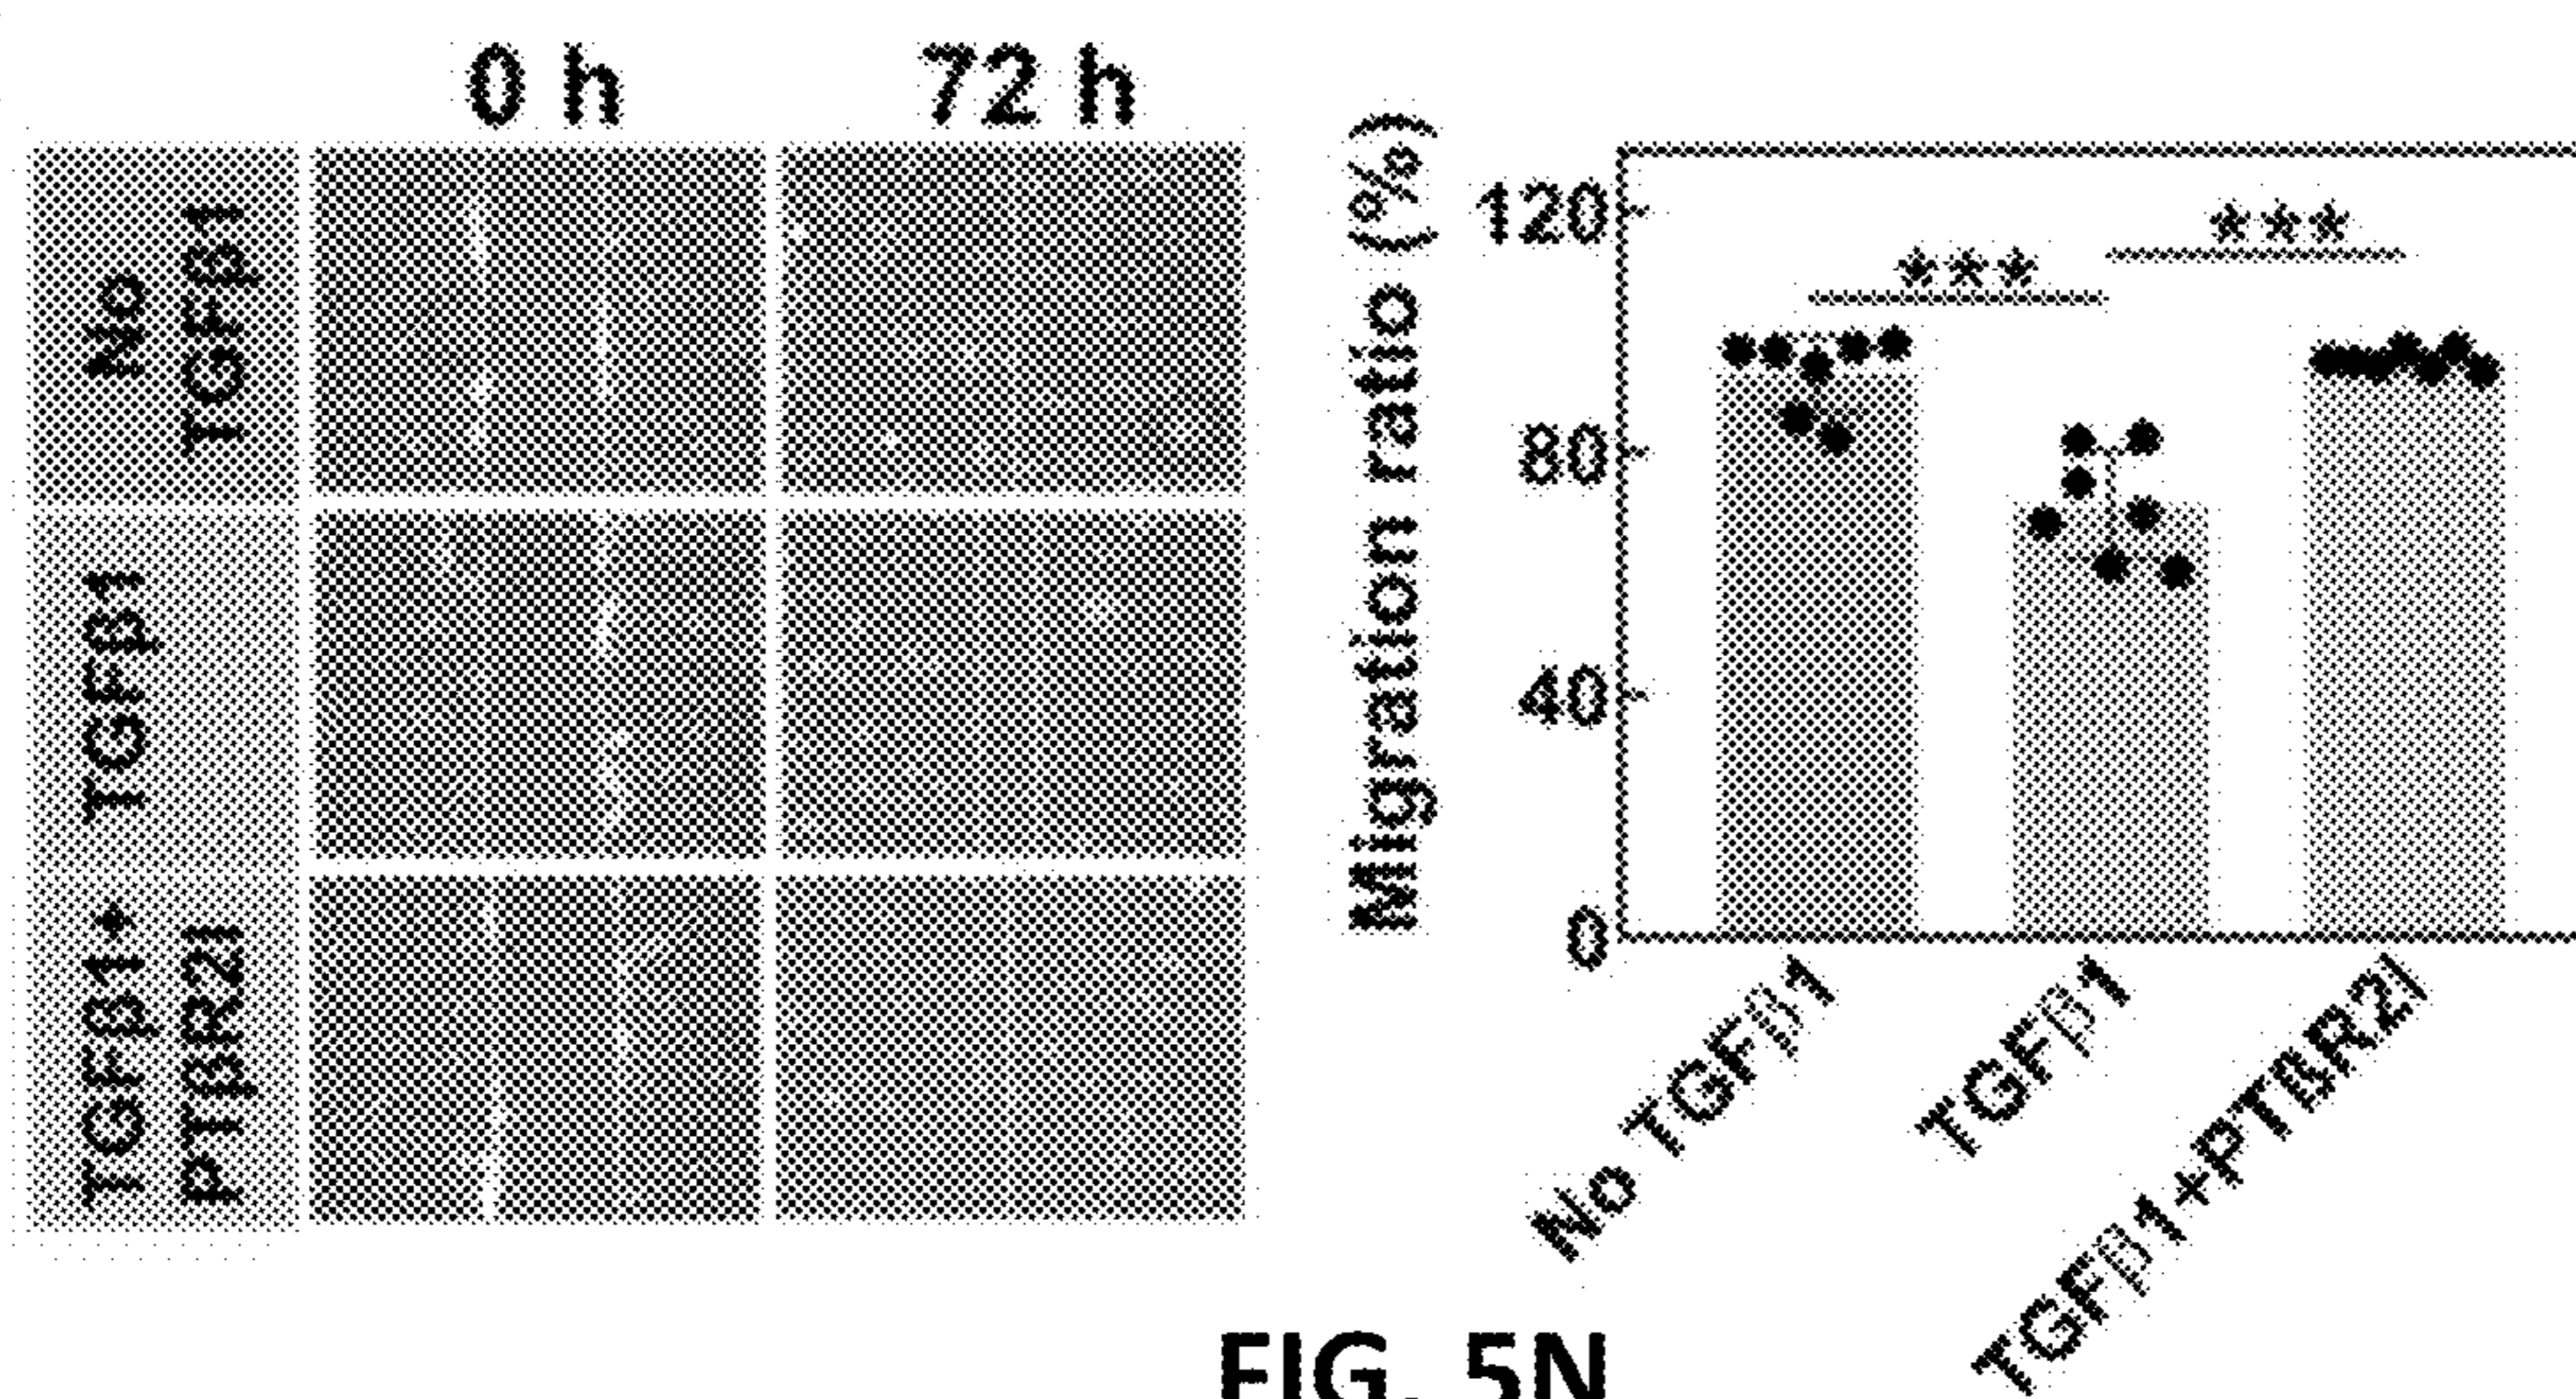 0 h 72 h
No
TGFβ1
TGFβ1
TGFβ1+
PTβR2I
Migration ratio (%)
120
80
40
0
***
***
No TGFβ1
TGFβ1
TGFβ1+PTβR2I
FIG. 5N